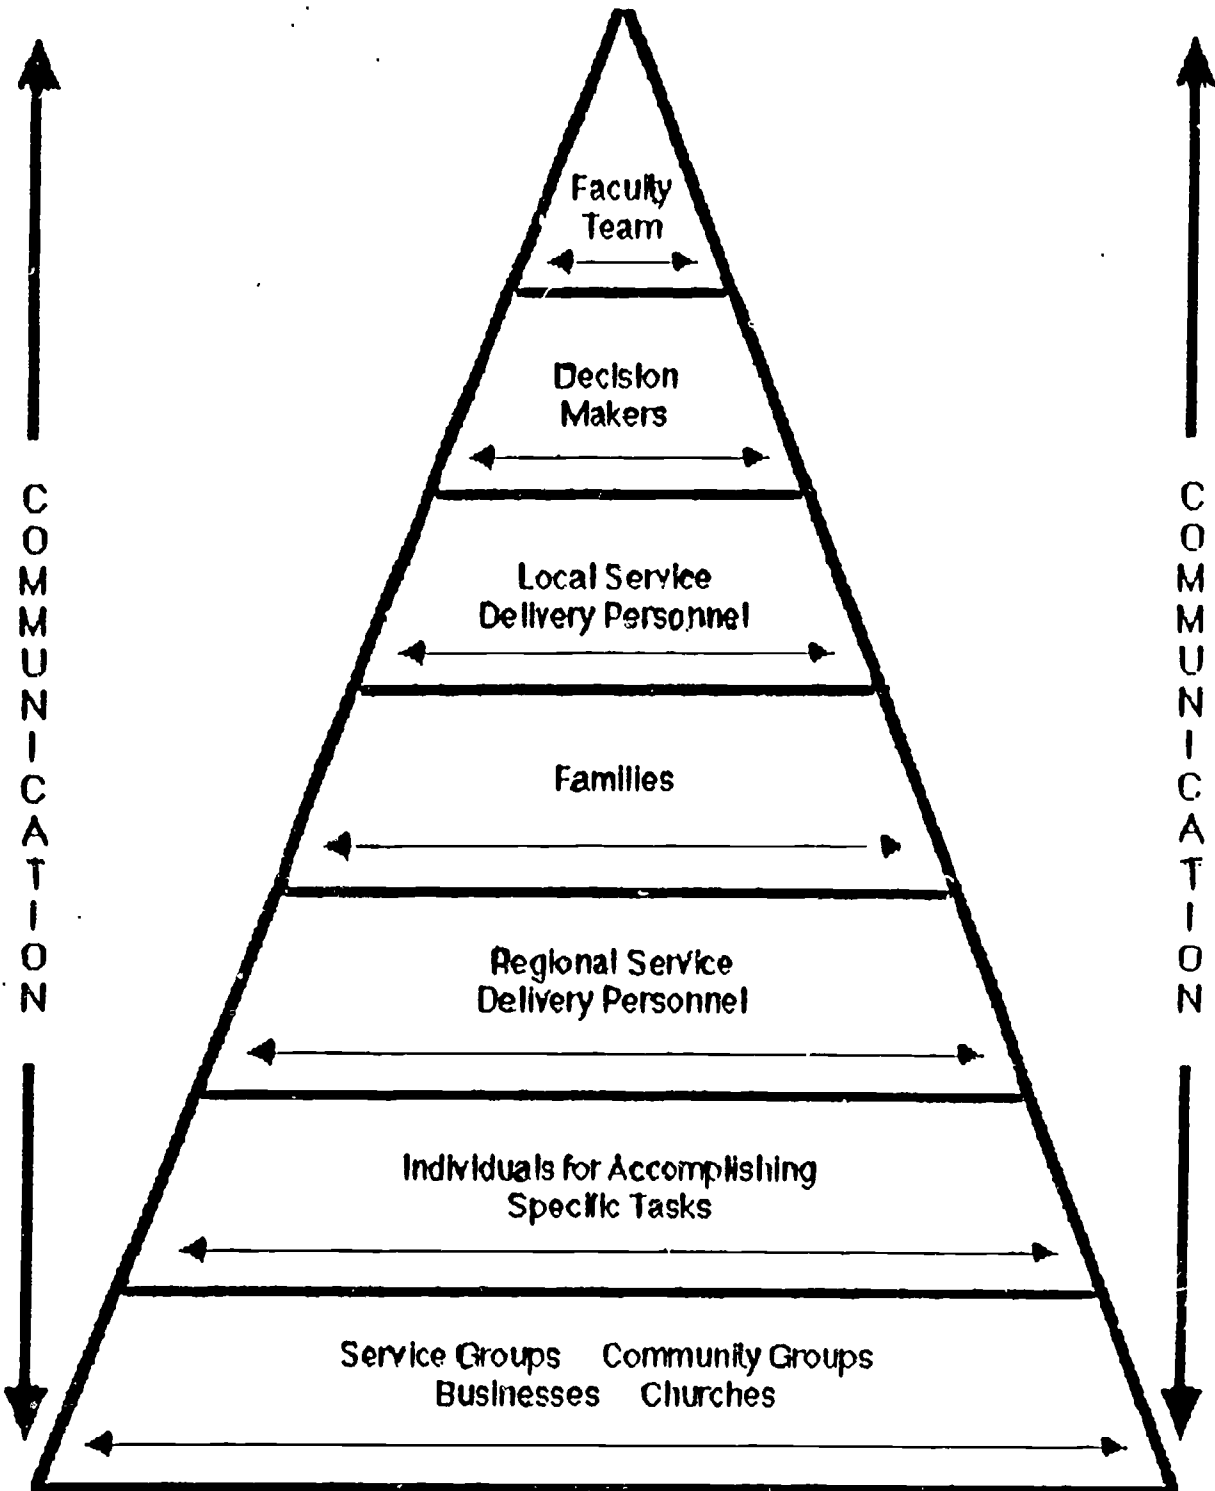 Faculty
Team
Decision
Makers
Local Service
Delivery Personnel
Families
Regional Service
Delivery Personnel
Individuals for Accomplishing
Specific Tasks
Service Groups Community Groups
Businesses Churches
COMMUNICATION
COMMUNICATION